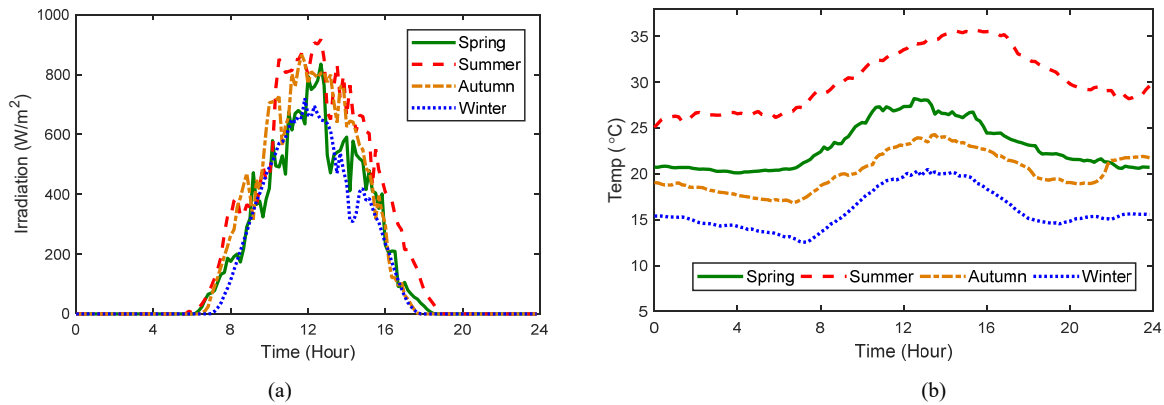 1000
800
600
400
200
0
Irradiation (W/m²)
Spring
Summer
Autumn
Winter
0 4 8 12 16 20 24
Time (Hour)
(a)
35
30
25
20
15
10
5
Temp (°C)
Spring Summer Autumn Winter
0 4 8 12 16 20 24
Time (Hour)
(b)